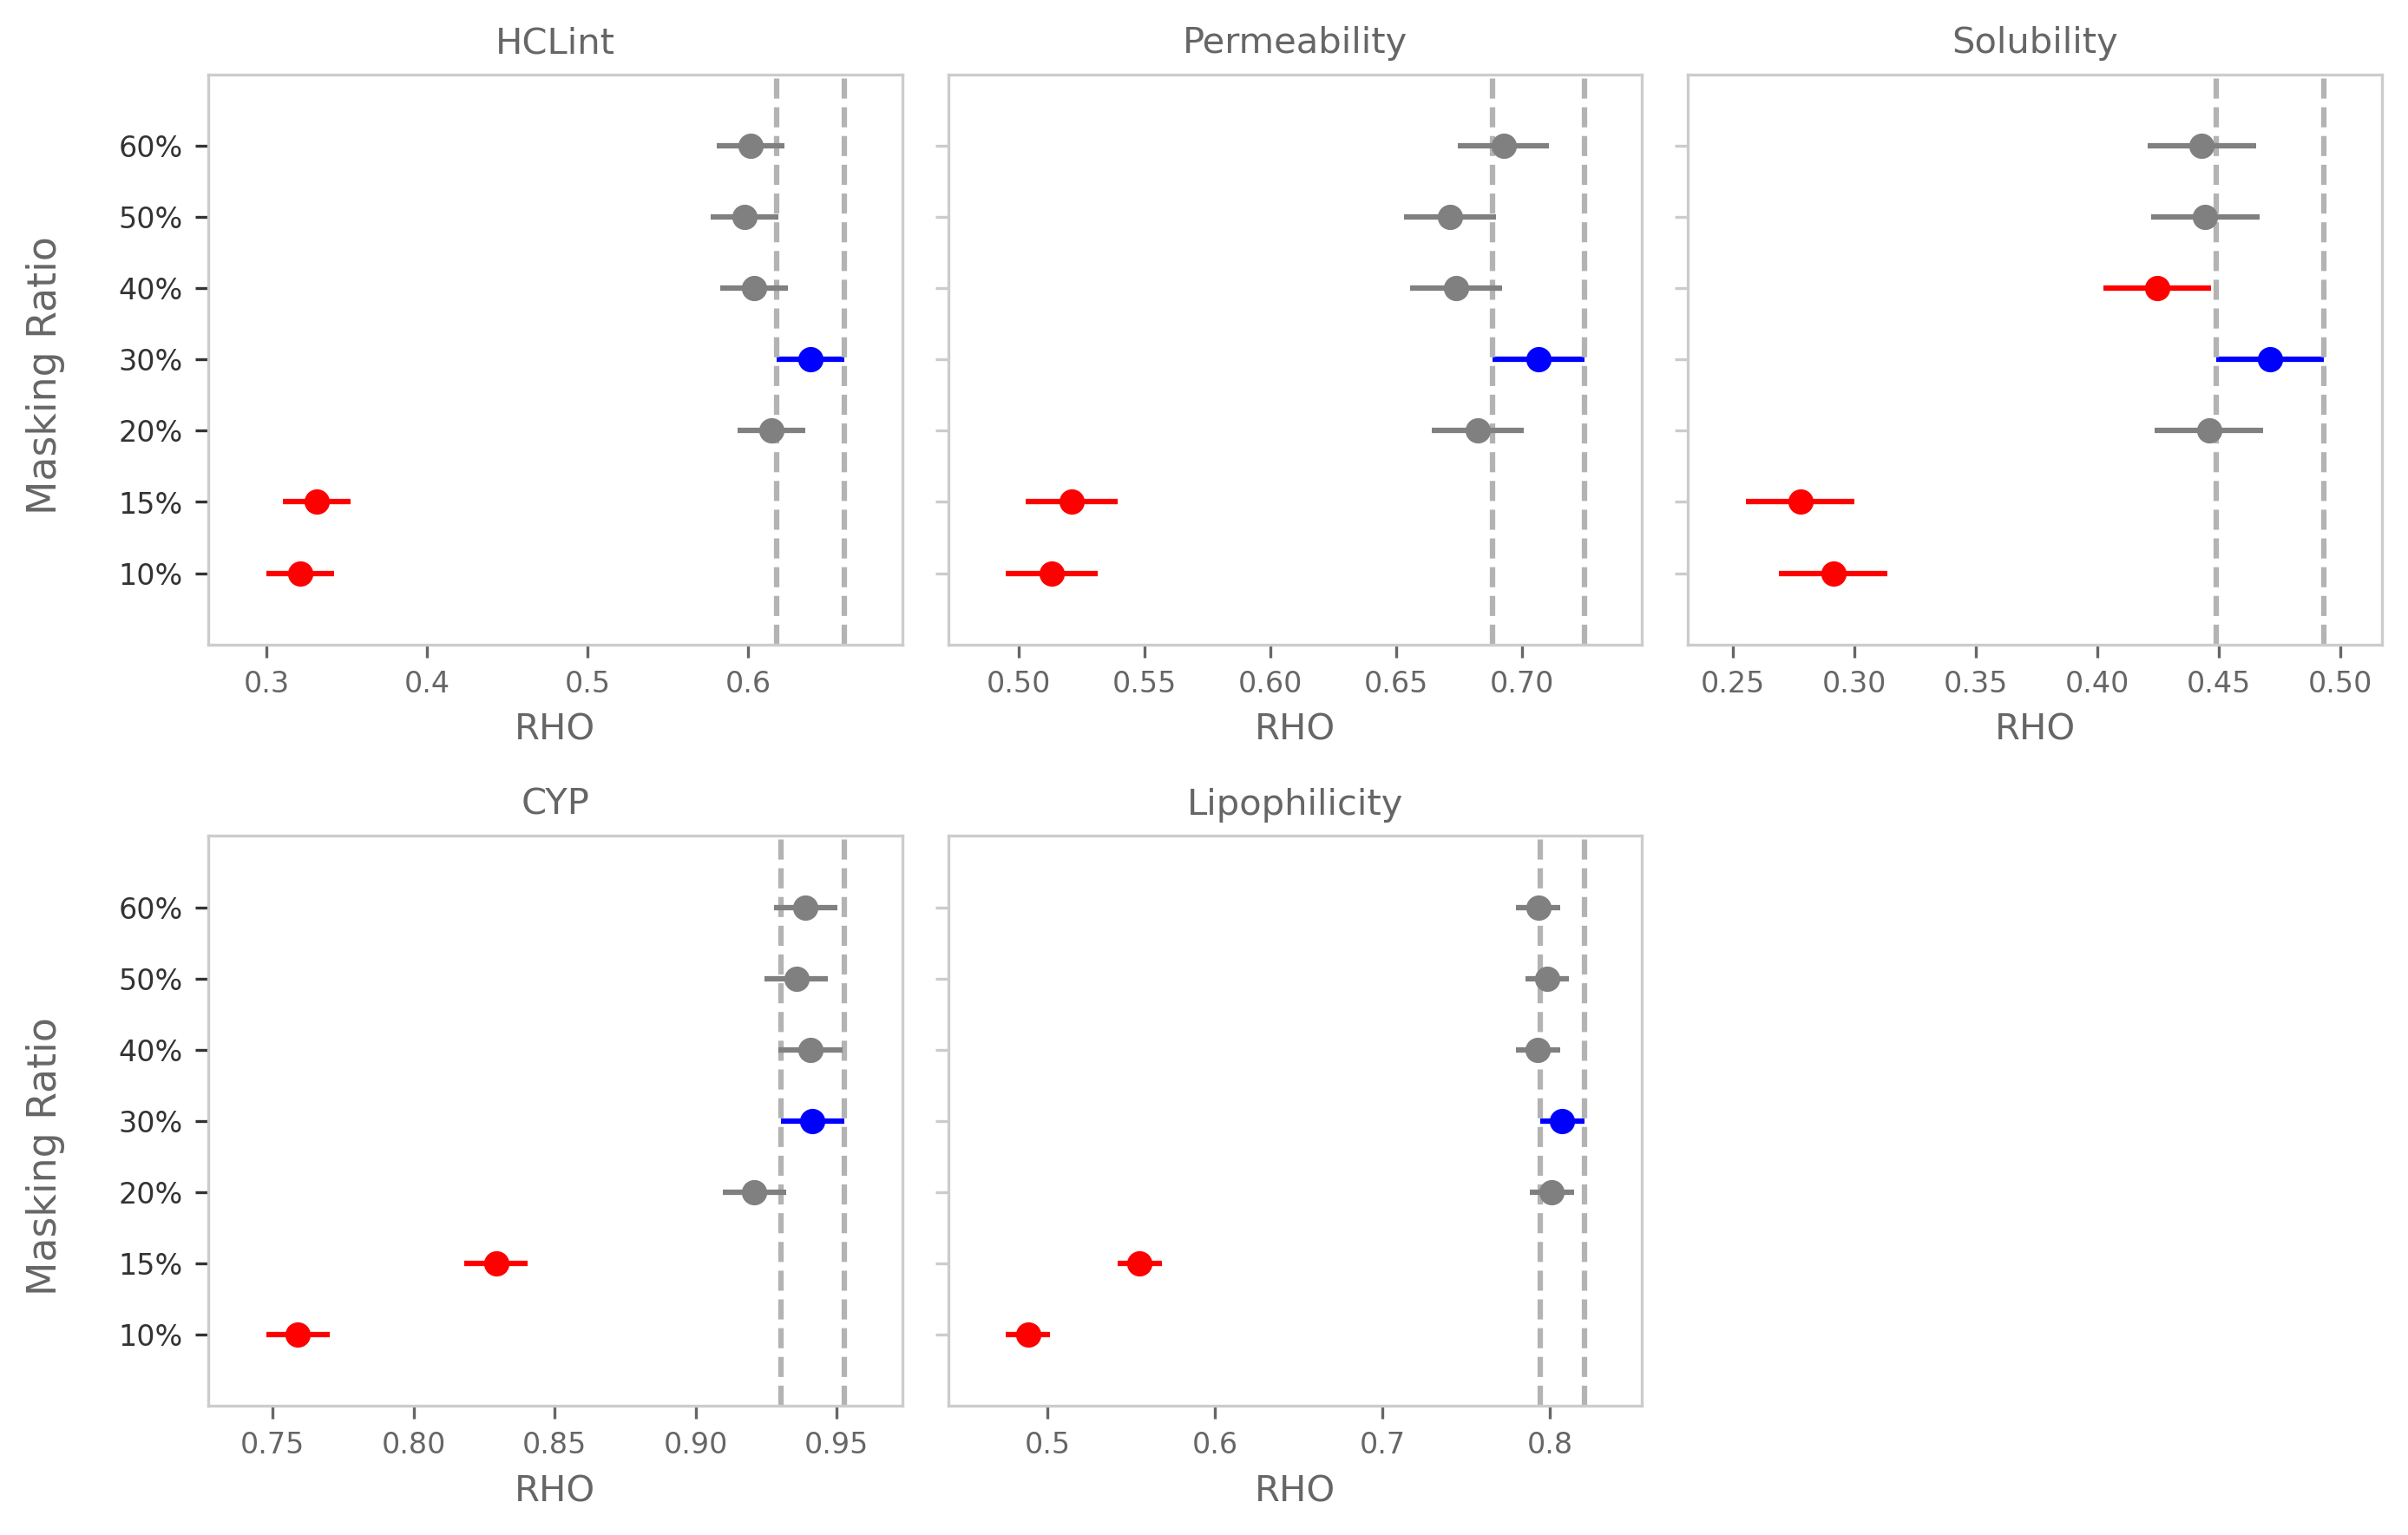 HCLint
Permeability
Solubility
Masking Ratio
60%
50%
40%
30%
20%
15%
10%
0.3 0.4 0.5 0.6
0.50 0.55 0.60 0.65 0.70
0.25 0.30 0.35 0.40 0.45 0.50
RHO
RHO
RHO
CYP
Lipophilicity
Masking Ratio
60%
50%
40%
30%
20%
15%
10%
0.75 0.80 0.85 0.90 0.95
0.5 0.6 0.7 0.8
RHO
RHO